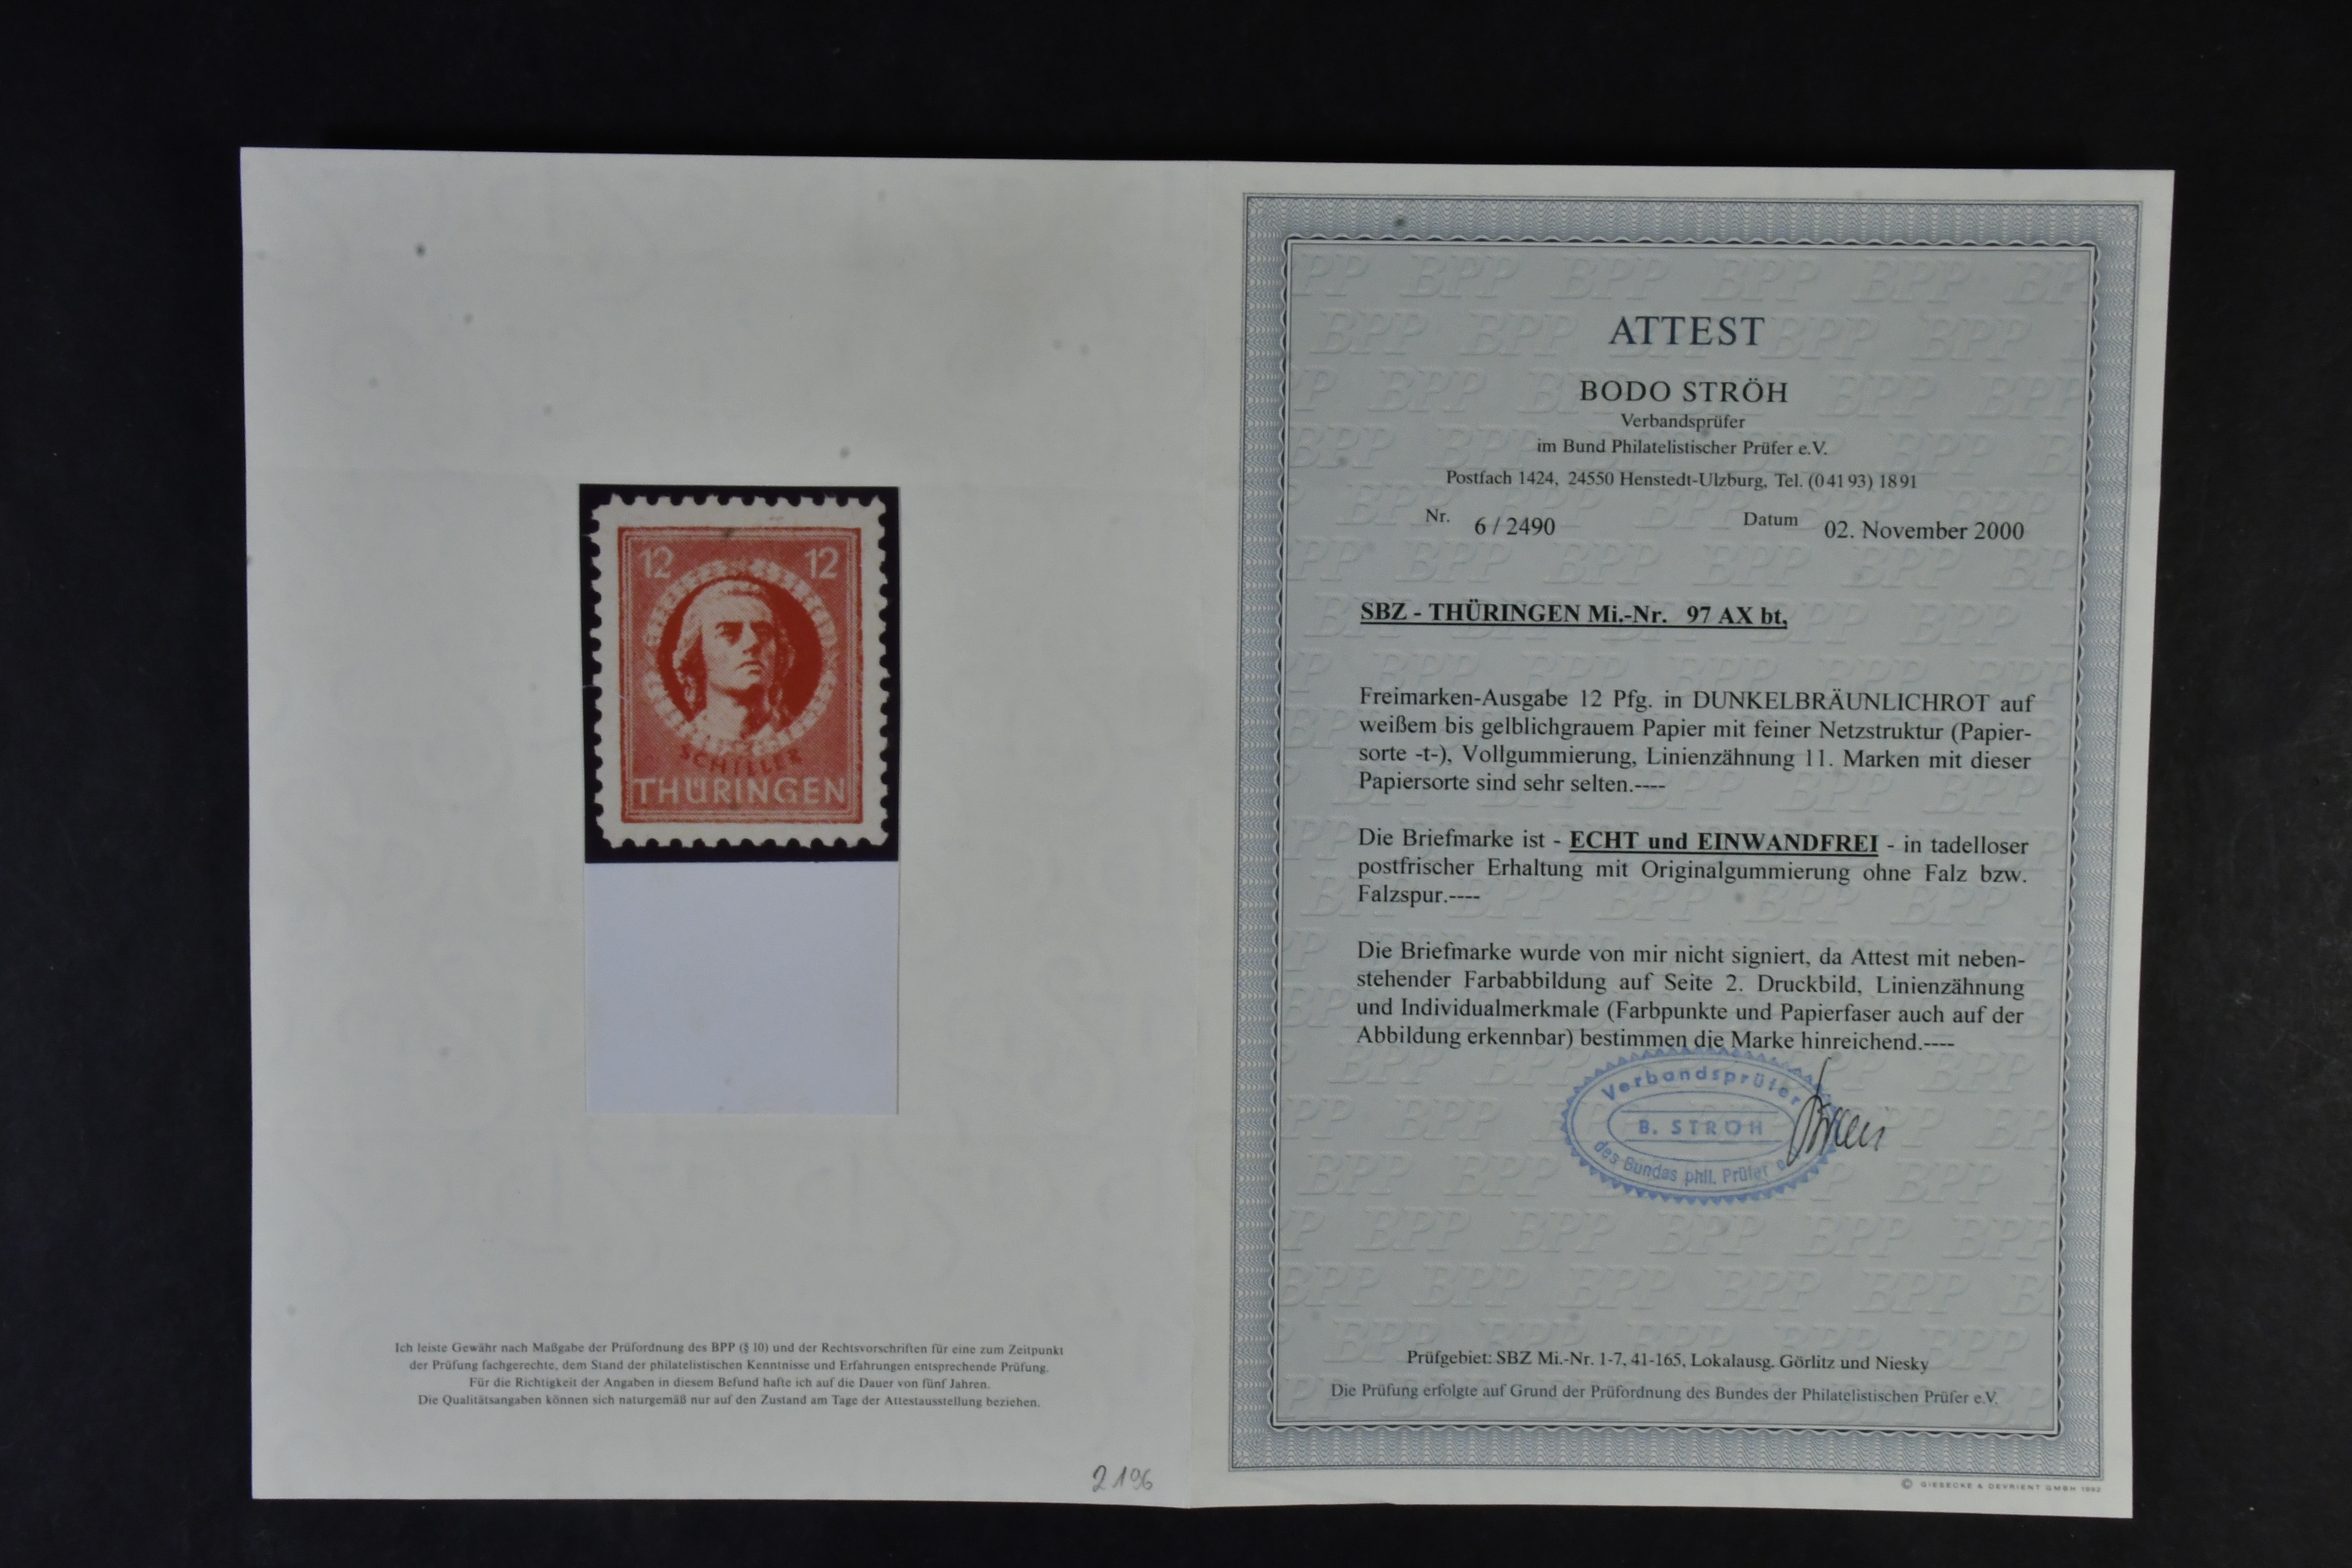 12 12
SCHILLER
THÜRINGEN
Ich leiste Gewähr nach Maßgabe der Prüfordnung des BPP (§ 10) und der Rechtsvorschriften für eine zum Zeitpunkt
der Prüfung fachgerechte, dem Stand der philatelistischen Kenntnisse und Erfahrungen entsprechende Prüfung.
Für die Richtigkeit der Angaben in diesem Befund hafte ich auf die Dauer von fünf Jahren.
Die Qualitätsangaben können sich naturgemäß nur auf den Zustand am Tage der Attestausstellung beziehen.
2196
ATTEST
BODO STRÖH
Verbandsprüfer
im Bund Philatelistischer Prüfer e.V.
Postfach 1424, 24550 Henstedt-Ulzburg, Tel. (0 41 93) 18 91
Nr. 6 / 2490 Datum 02. November 2000
SBZ - THÜRINGEN Mi.-Nr. 97 AX bt,
Freimarken-Ausgabe 12 Pfg. in DUNKELBRÄUNLICHROT auf
weißem bis gelblichgrauem Papier mit feiner Netzstruktur (Papier-
sorte -t-), Vollgummierung, Linienzähnung 11. Marken mit dieser
Papiersorte sind sehr selten.----
Die Briefmarke ist - ECHT und EINWANDFREI - in tadelloser
postfrischer Erhaltung mit Originalgummierung ohne Falz bzw.
Falzspur.----
Die Briefmarke wurde von mir nicht signiert, da Attest mit neben-
stehender Farbabbildung auf Seite 2. Druckbild, Linienzähnung
und Individualmerkmale (Farbpunkte und Papierfaser auch auf der
Abbildung erkennbar) bestimmen die Marke hinreichend.----
Verbandsprüfer
B. STRÖH
des Bundes phil. Prüfer e.
Prüfgebiet: SBZ Mi.-Nr. 1-7, 41-165, Lokalausg. Görlitz und Niesky
Die Prüfung erfolgte auf Grund der Prüfordnung des Bundes der Philatelistischen Prüfer e.V.
© GIESECKE & DEVRIENT GMBH 1992